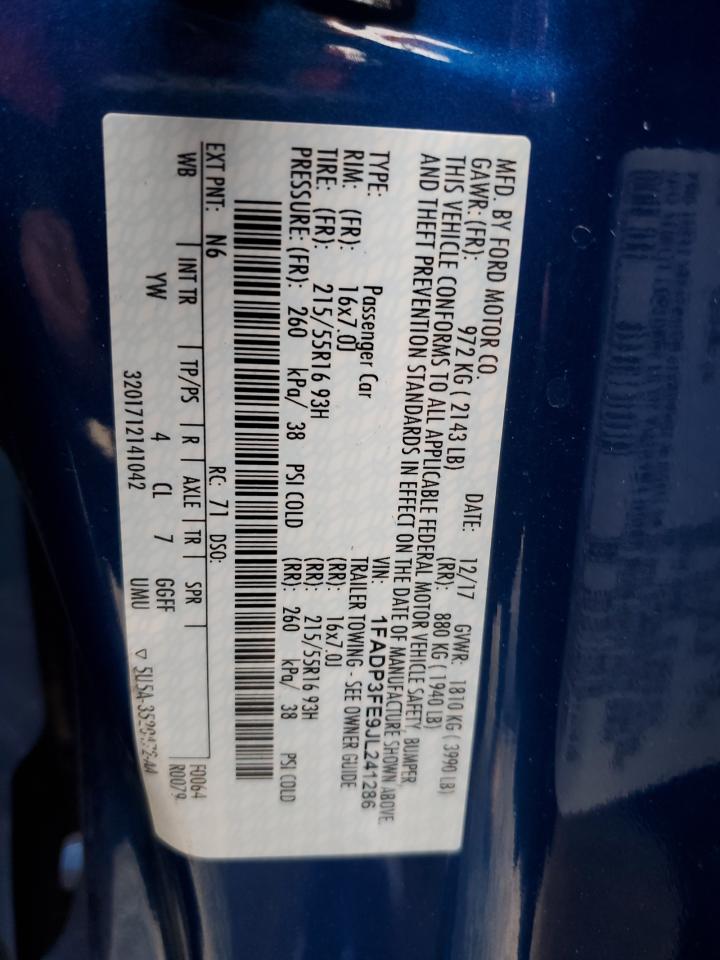 MFD. BY FORD MOTOR CO.
DATE: 12/17 GVWR: 1810 KG ( 3990 LB)
GAWR: (FR): 972 KG ( 2143 LB) (RR): 880 KG ( 1940 LB)
THIS VEHICLE CONFORMS TO ALL APPLICABLE FEDERAL MOTOR VEHICLE SAFETY, BUMPER,
AND THEFT PREVENTION STANDARDS IN EFFECT ON THE DATE OF MANUFACTURE SHOWN ABOVE.
VIN: 1FADP3FE9JL241286
TYPE: Passenger Car TRAILER TOWING - SEE OWNER GUIDE
RIM: (FR): 16x7.0J (RR): 16x7.0J
TIRE: (FR): 215/55R16 93H (RR): 215/55R16 93H
PRESSURE: (FR): 260 kPa/ 38 PSI COLD (RR): 260 kPa/ 38 PSI COLD
EXT PNT: N6 RC: 71 DSO: F0064
WB INT TR TP/PS R AXLE TR SPR R0079
YW 4 CL 7 GGFF
3201712141042 UMU